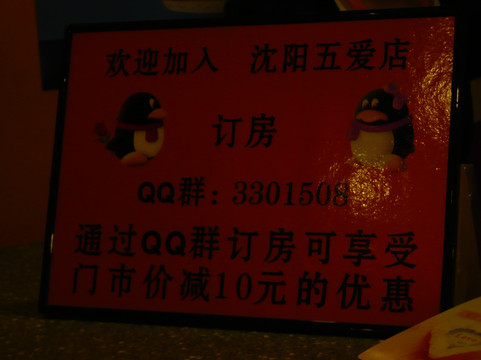 欢迎加入 沈阳五爱店
订房
QQ群：3301508
通过QQ群订房可享受
门市价减10元的优惠